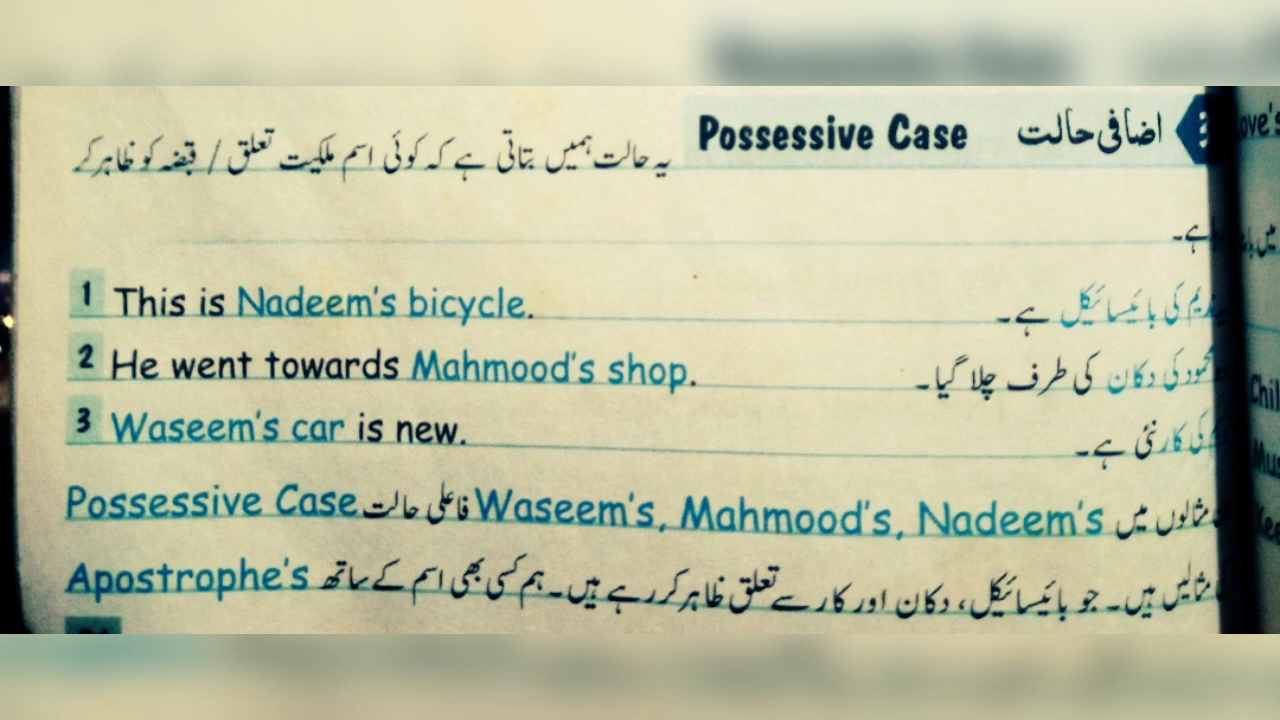 اضافی حالت Possessive Case یہ حالت ہمیں بتاتی ہے کہ کوئی اسم ملکیت تعلق / قبضہ کو ظاہر کرے
ہے۔
1 This is Nadeem's bicycle. ندیم کی بائیسائیکل ہے۔
2 He went towards Mahmood's shop. محمود کی دکان کی طرف چلا گیا۔
3 Waseem's car is new. کی کار نئی ہے۔
مثالوں میں Waseem's, Mahmood's, Nadeem's فاعلی حالت Possessive Case
مثالیں ہیں۔ جو بائیسائیکل، دکان اور کار سے تعلق ظاہر کر رہے ہیں۔ ہم کسی بھی اسم کے ساتھ Apostrophe's